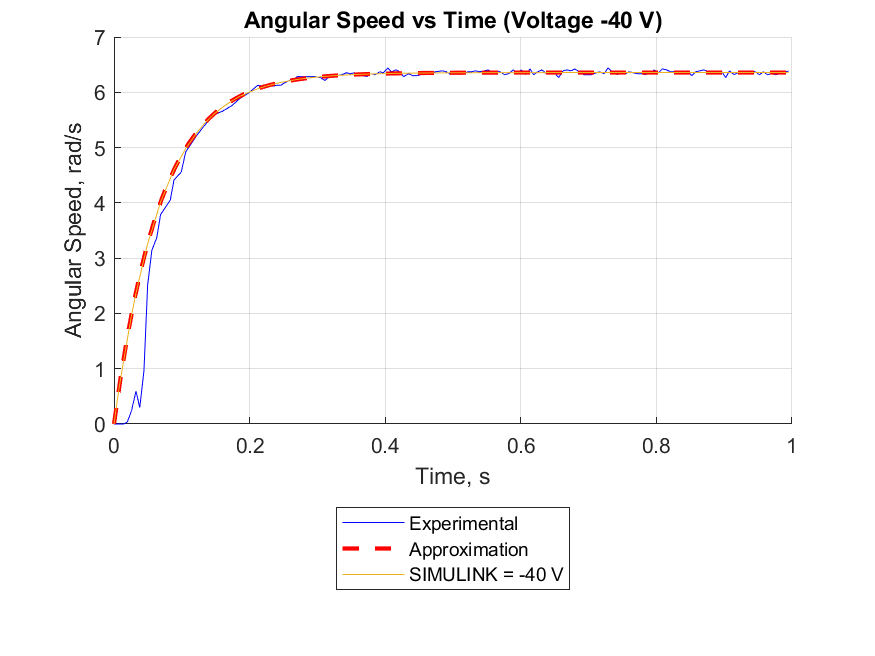 Angular Speed vs Time (Voltage -40 V)
7
6
5
4
3
2
1
0
Angular Speed, rad/s
0 0.2 0.4 0.6 0.8 1
Time, s
Experimental
Approximation
SIMULINK = -40 V